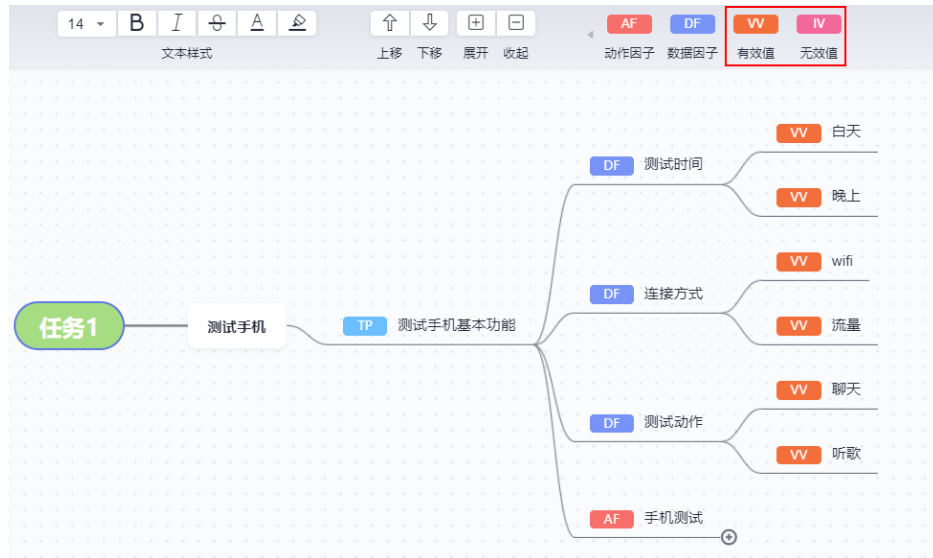 14 B I S A
AF DF VV IV
文本样式 上移 下移 展开 收起 动作因子 数据因子 有效值 无效值
VV 白天
DF 测试时间
VV 晚上
VV wifi
DF 连接方式
VV 流量
任务1 测试手机 TP 测试手机基本功能
VV 聊天
DF 测试动作
VV 听歌
AF 手机测试